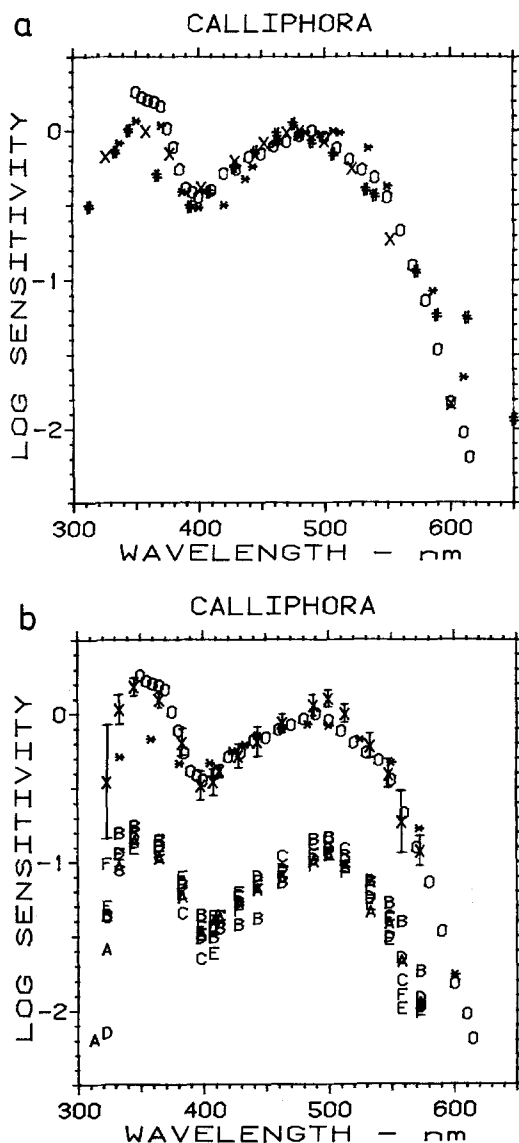 a
CALLIPHORA
LOG SENSITIVITY
0
-1
-2
300 400 500 600
WAVELENGTH - nm
b
CALLIPHORA
LOG SENSITIVITY
0
-1
-2
300 400 500 600
WAVELENGTH - nm